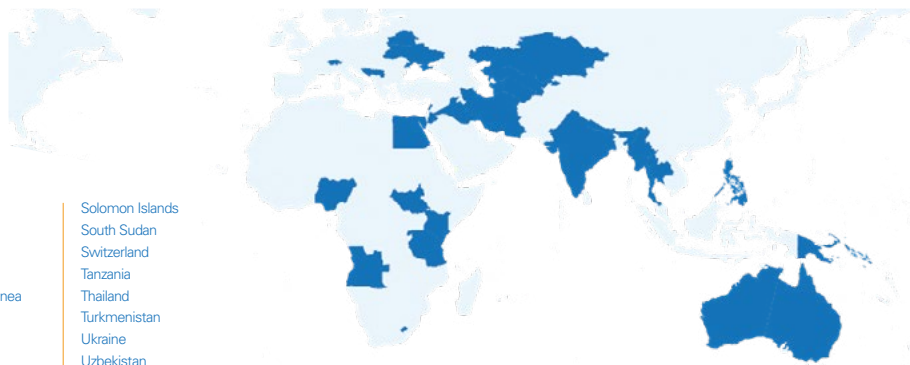 nea
Solomon Islands
South Sudan
Switzerland
Tanzania
Thailand
Turkmenistan
Ukraine
Uzbekistan